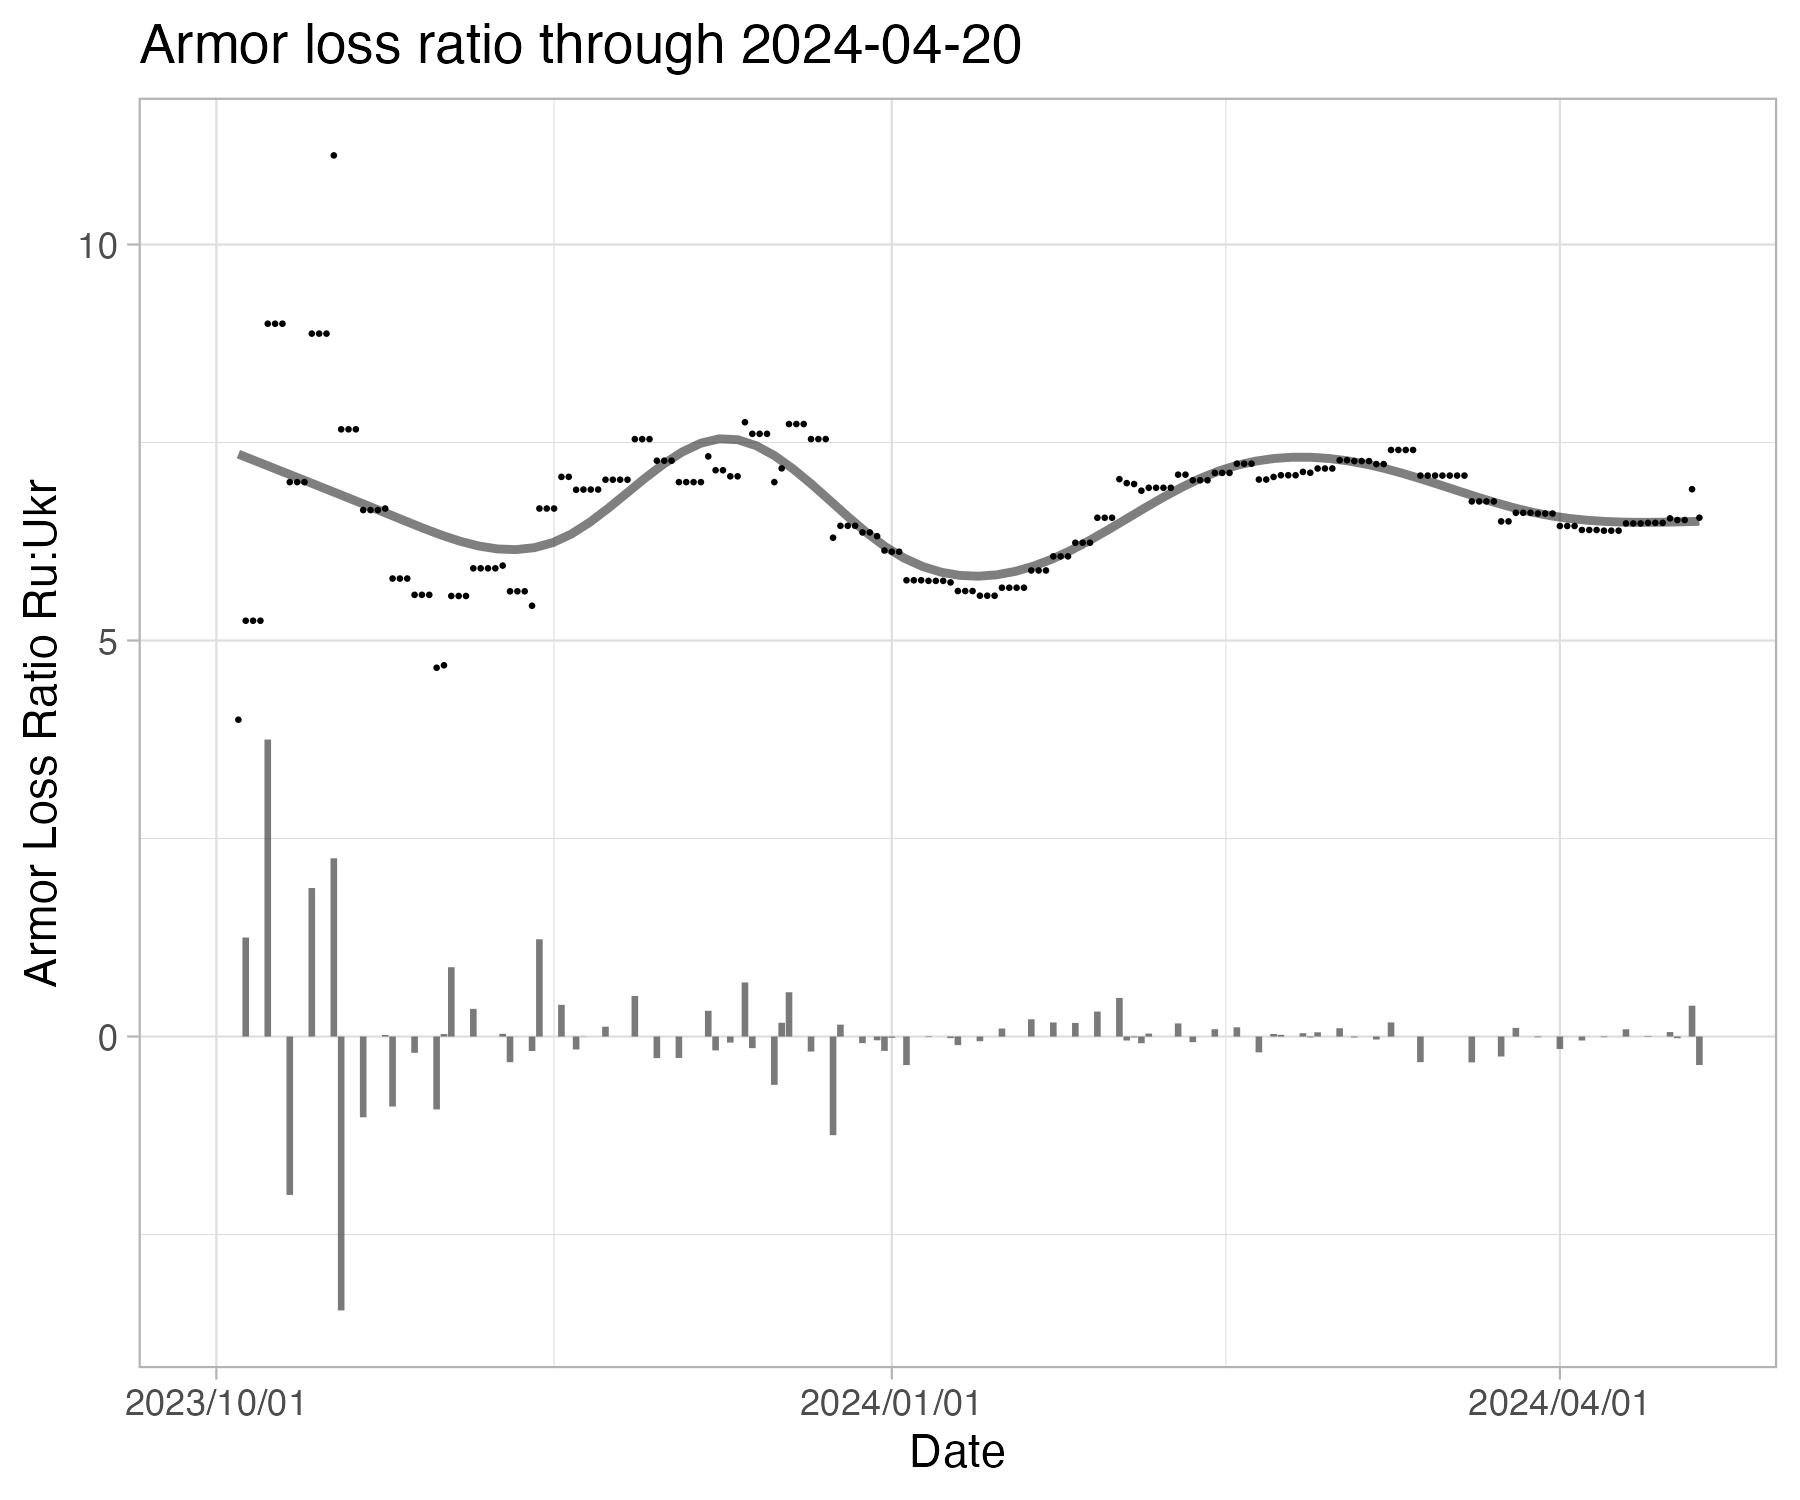 Armor loss ratio through 2024-04-20
Armor Loss Ratio Ru:Ukr
10
5
0
2023/10/01
2024/01/01
2024/04/01
Date